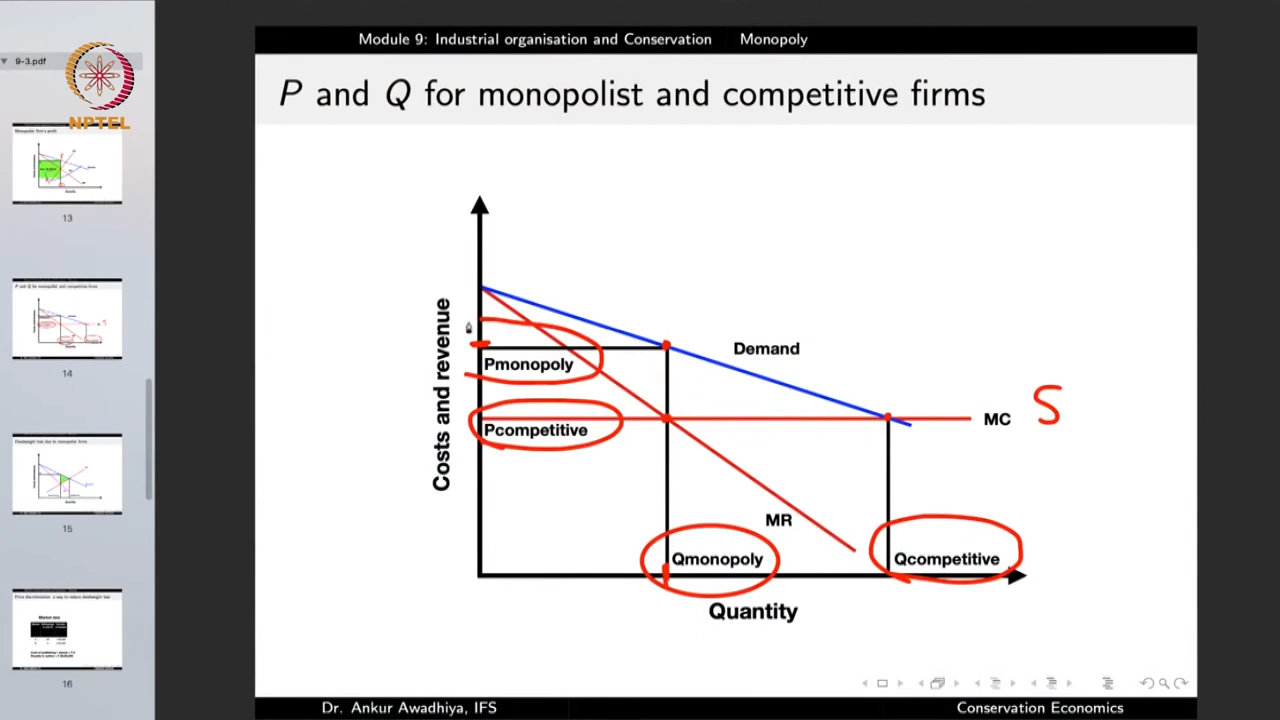 Module 9: Industrial organisation and Conservation Monopoly
9-3.pdf
NPTEL
P and Q for monopolist and competitive firms
13
14
15
16
Costs and revenue
Pmonopoly
Demand
Pcompetitive
MC S
MR
Qmonopoly
Qcompetitive
Quantity
Dr. Ankur Awadhiya, IFS Conservation Economics